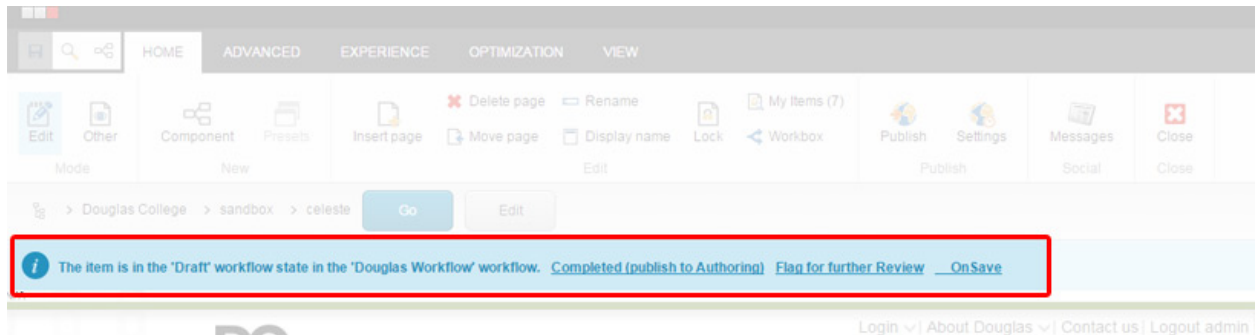 HOME ADVANCED EXPERIENCE OPTIMIZATION VIEW
Delete page Rename My Items (7)
Edit Other Component Presets Insert page Move page Display name Lock Workbox Publish Settings Messages Close
Mode New Edit Publish Social Close
> Douglas College > sandbox > celeste Go Edit
i The item is in the 'Draft' workflow state in the 'Douglas Workflow' workflow. Completed (publish to Authoring) Flag for further Review __OnSave
Login | About Douglas | Contact us | Logout admin